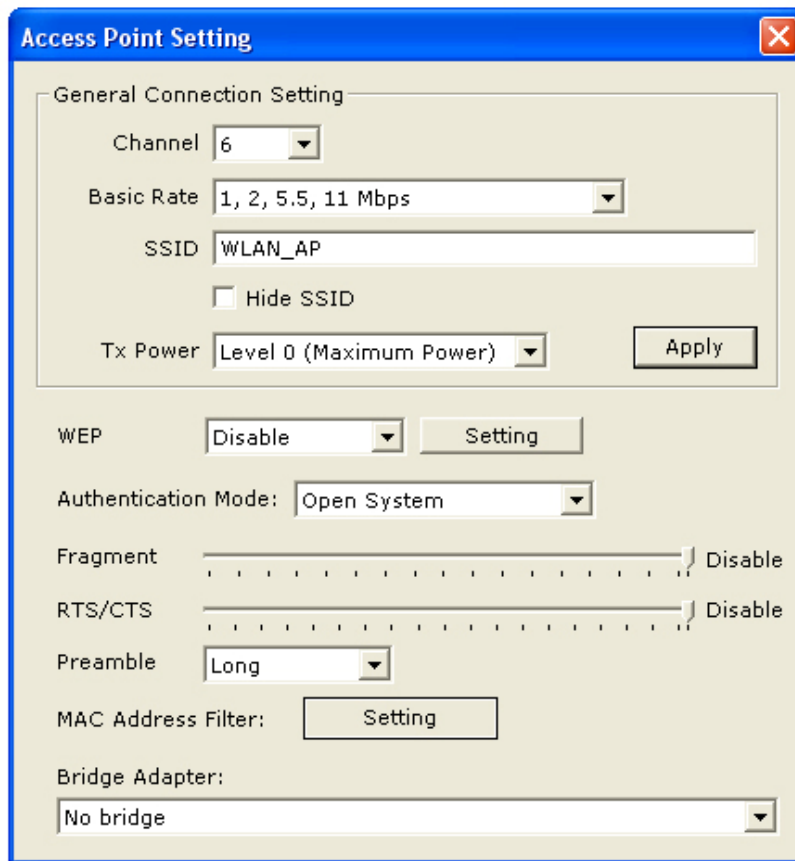 Access Point Setting
General Connection Setting
Channel 6
Basic Rate 1, 2, 5.5, 11 Mbps
SSID WLAN_AP
Hide SSID
Tx Power Level 0 (Maximum Power) Apply
WEP Disable Setting
Authentication Mode: Open System
Fragment Disable
RTS/CTS Disable
Preamble Long
MAC Address Filter: Setting
Bridge Adapter:
No bridge